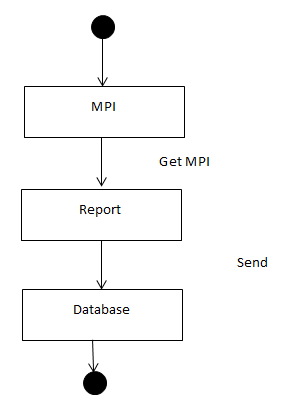 MPI
Get MPI
Report
Send
Database